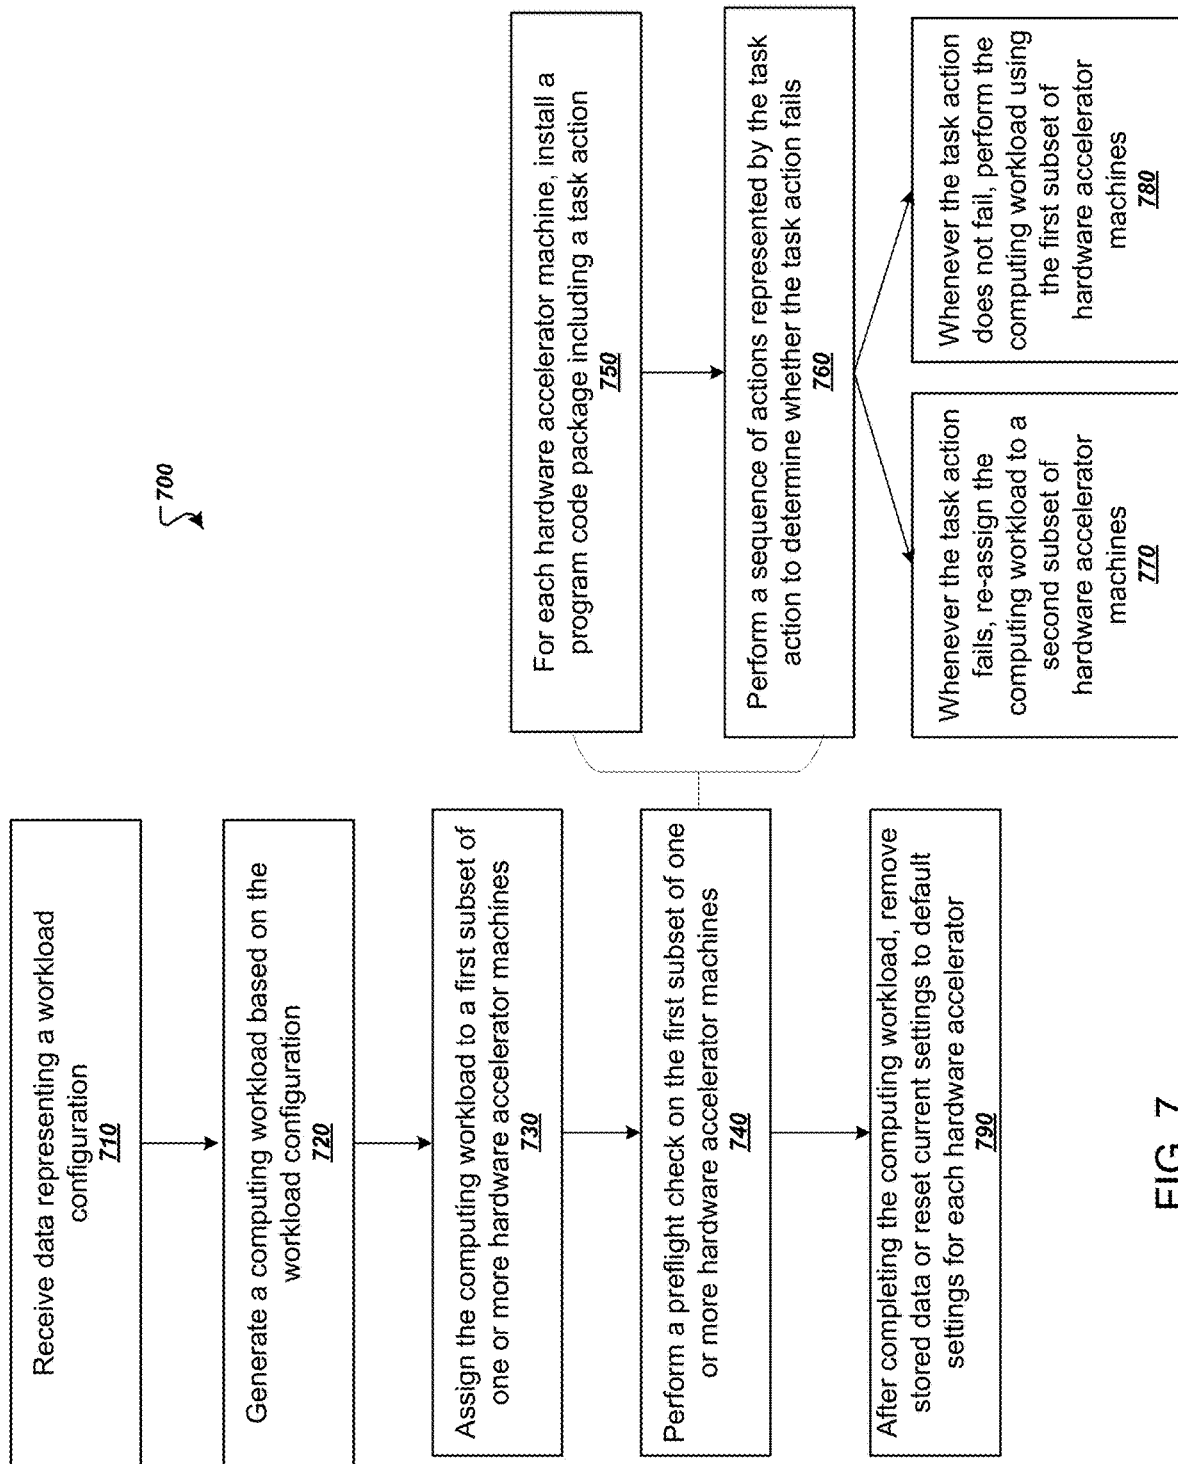 700
Receive data representing a workload
configuration
710
Generate a computing workload based on the
workload configuration
720
Assign the computing workload to a first subset of
one or more hardware accelerator machines
730
Perform a preflight check on the first subset of one
or more hardware accelerator machines
740
After completing the computing workload, remove
stored data or reset current settings to default
settings for each hardware accelerator
790
For each hardware accelerator machine, install a
program code package including a task action
750
Perform a sequence of actions represented by the task
action to determine whether the task action fails
760
Whenever the task action
fails, re-assign the
computing workload to a
second subset of
hardware accelerator
machines
770
Whenever the task action
does not fail, perform the
computing workload using
the first subset of
hardware accelerator
machines
780
FIG. 7